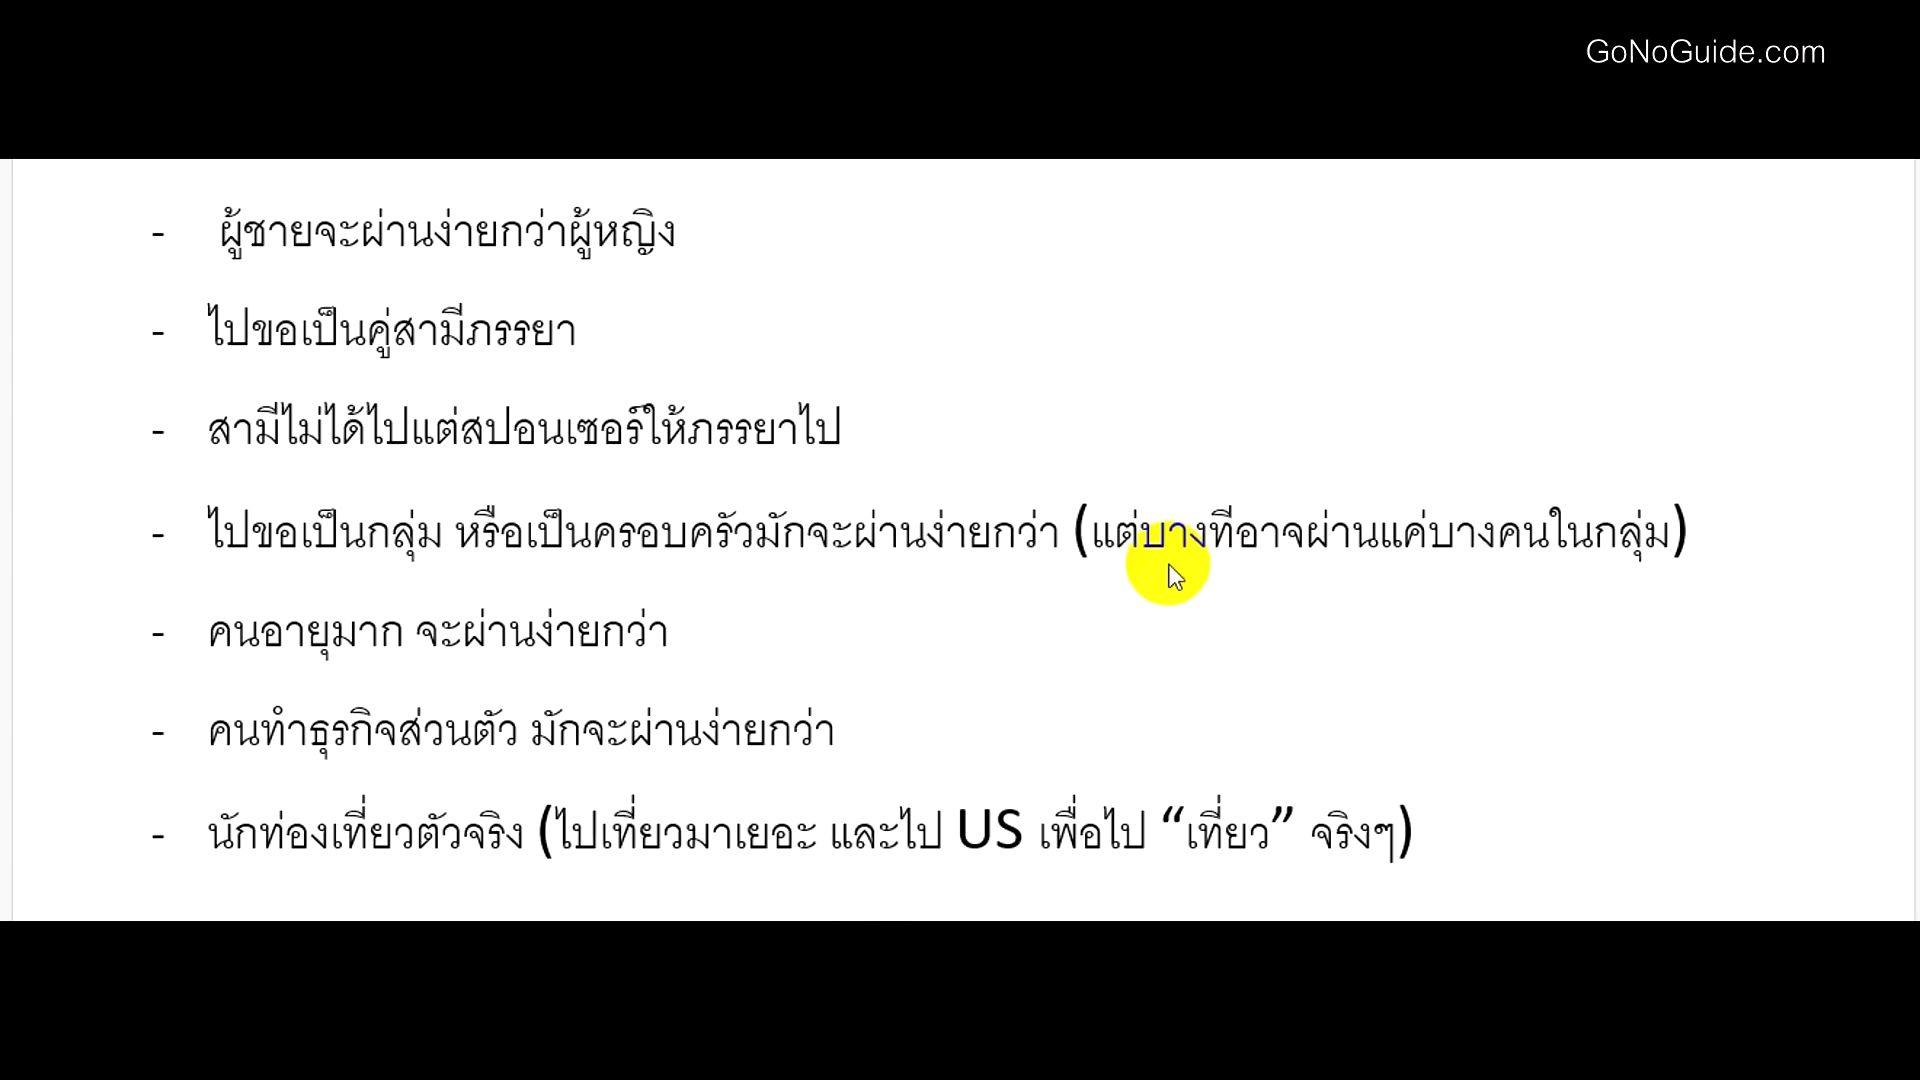 GoNoGuide.com
- ผู้ชายจะผ่านง่ายกว่าผู้หญิง
- ไปขอเป็นคู่สามีภรรยา
- สามีไม่ได้ไปแต่สปอนเซอร์ให้ภรรยาไป
- ไปขอเป็นกลุ่ม หรือเป็นครอบครัวมักจะผ่านง่ายกว่า (แต่บางทีอาจผ่านแค่บางคนในกลุ่ม)
- คนอายุมาก จะผ่านง่ายกว่า
- คนทำธุรกิจส่วนตัว มักจะผ่านง่ายกว่า
- นักท่องเที่ยวตัวจริง (ไปเที่ยวมาเยอะ และไป US เพื่อไป “เที่ยว” จริงๆ)